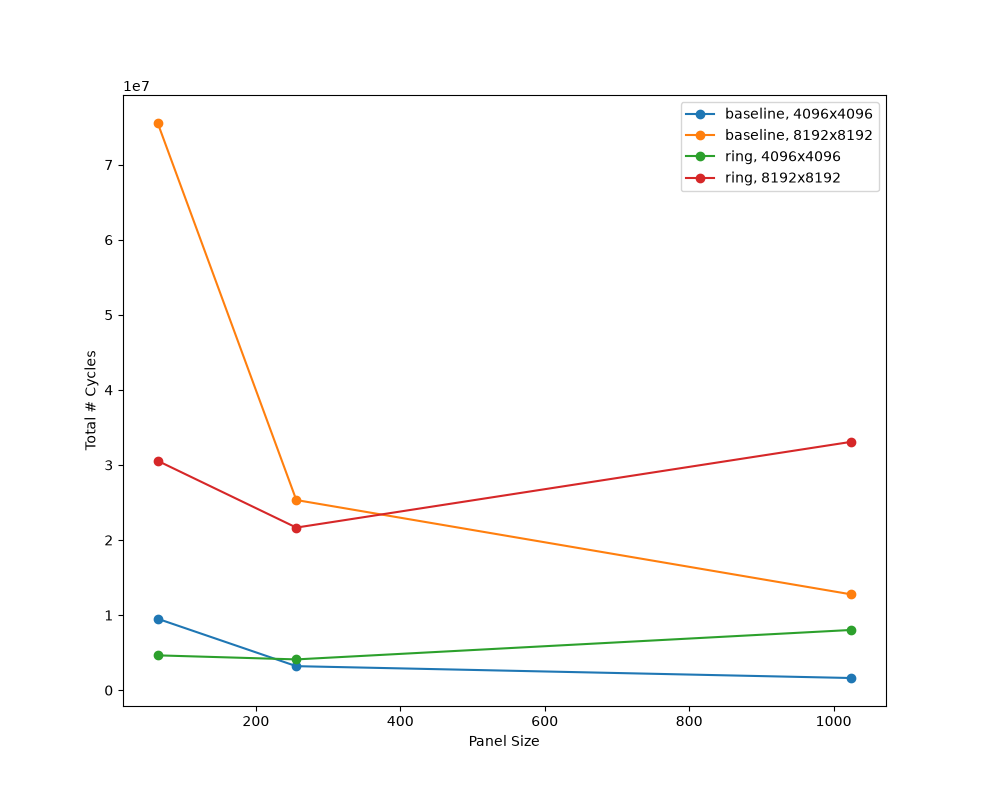 1e7
baseline, 4096x4096
baseline, 8192x8192
ring, 4096x4096
ring, 8192x8192
7
6
5
4
3
2
1
0
Total # Cycles
200 400 600 800 1000
Panel Size